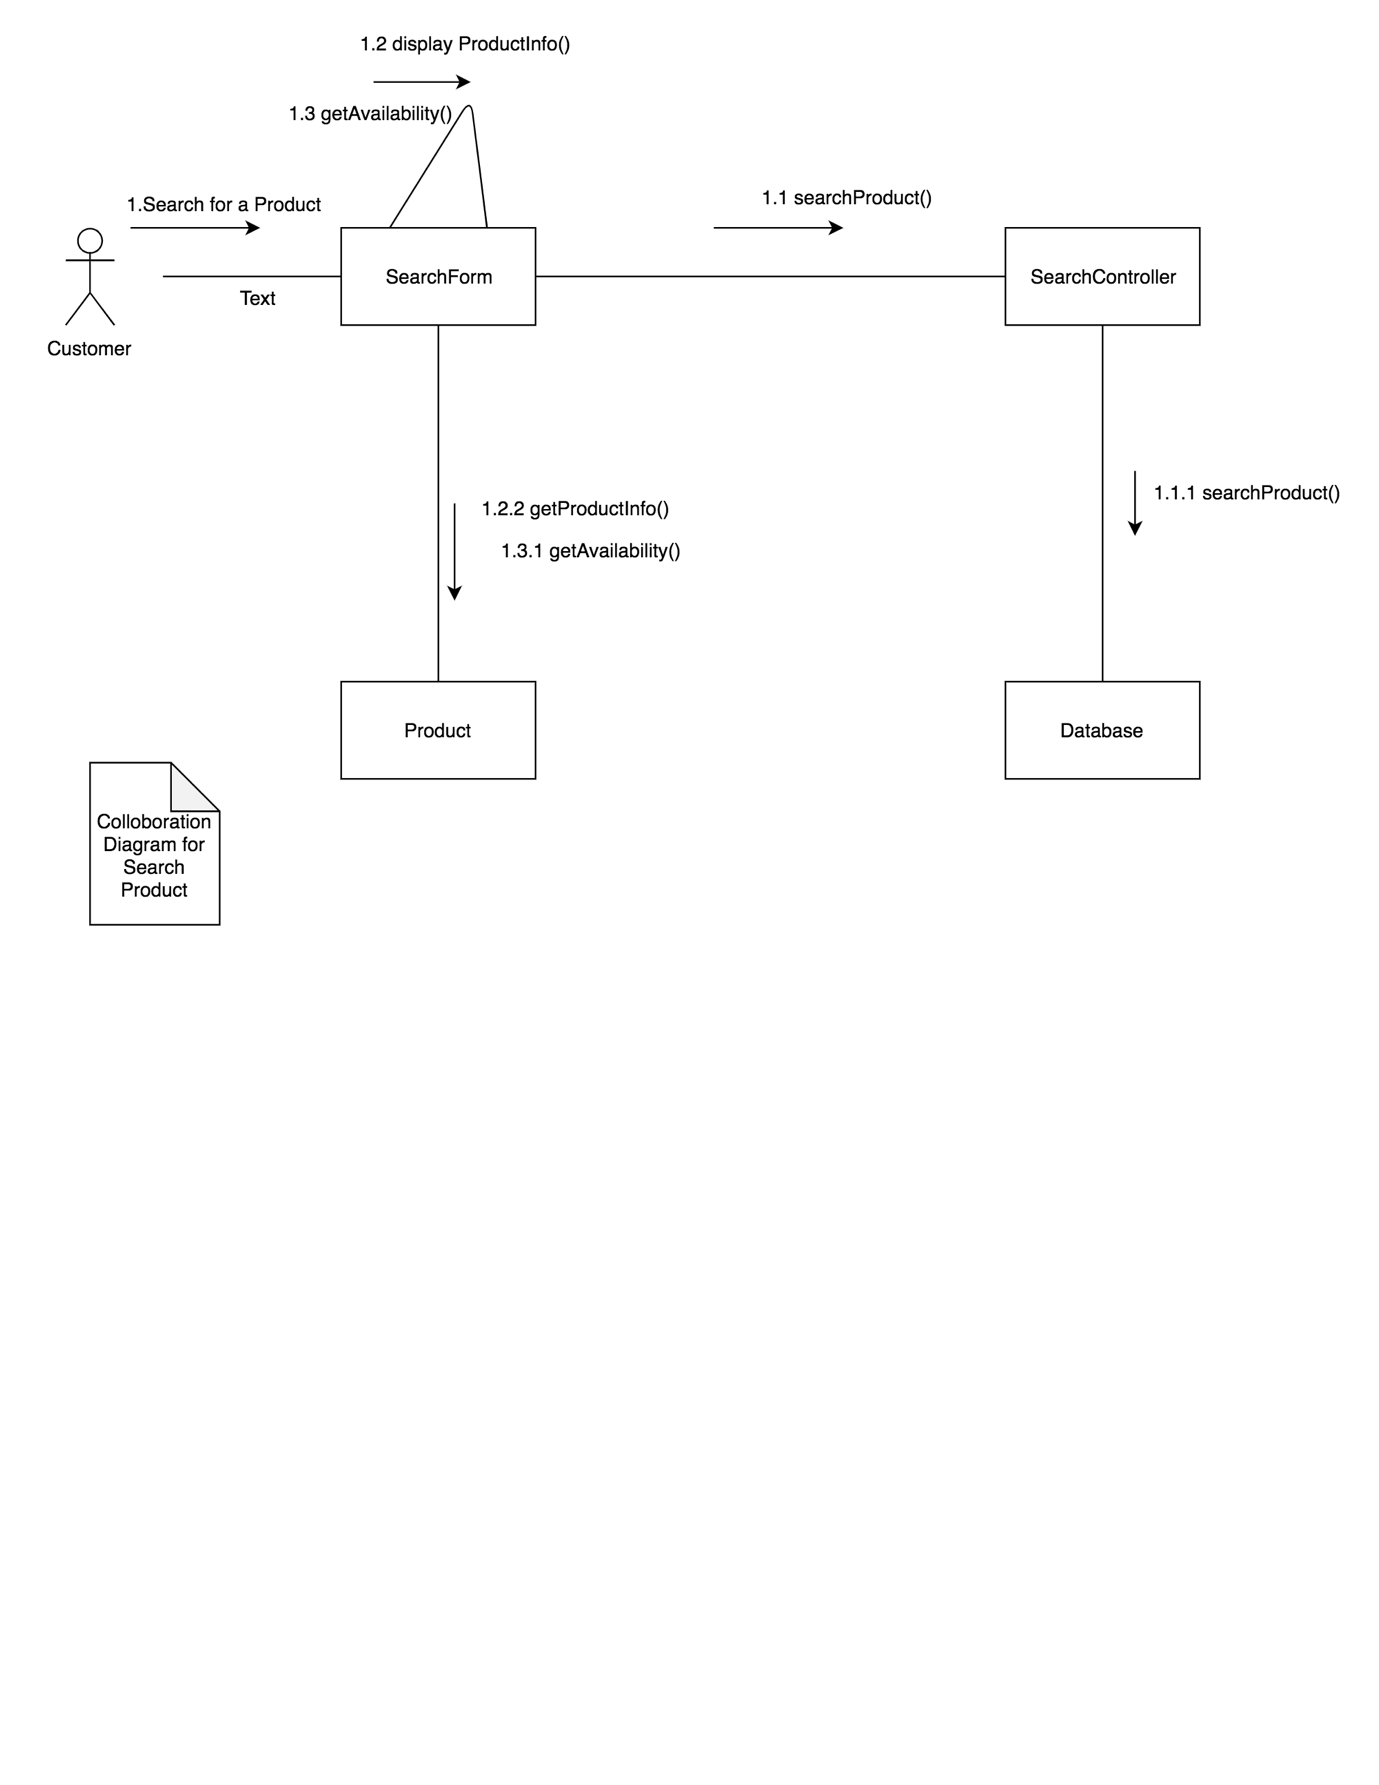 1.2 display ProductInfo()
1.3 getAvailability()
1.Search for a Product
1.1 searchProduct()
SearchForm
SearchController
Text
Customer
1.2.2 getProductInfo()
1.1.1 searchProduct()
1.3.1 getAvailability()
Product
Database
Colloboration
Diagram for
Search
Product